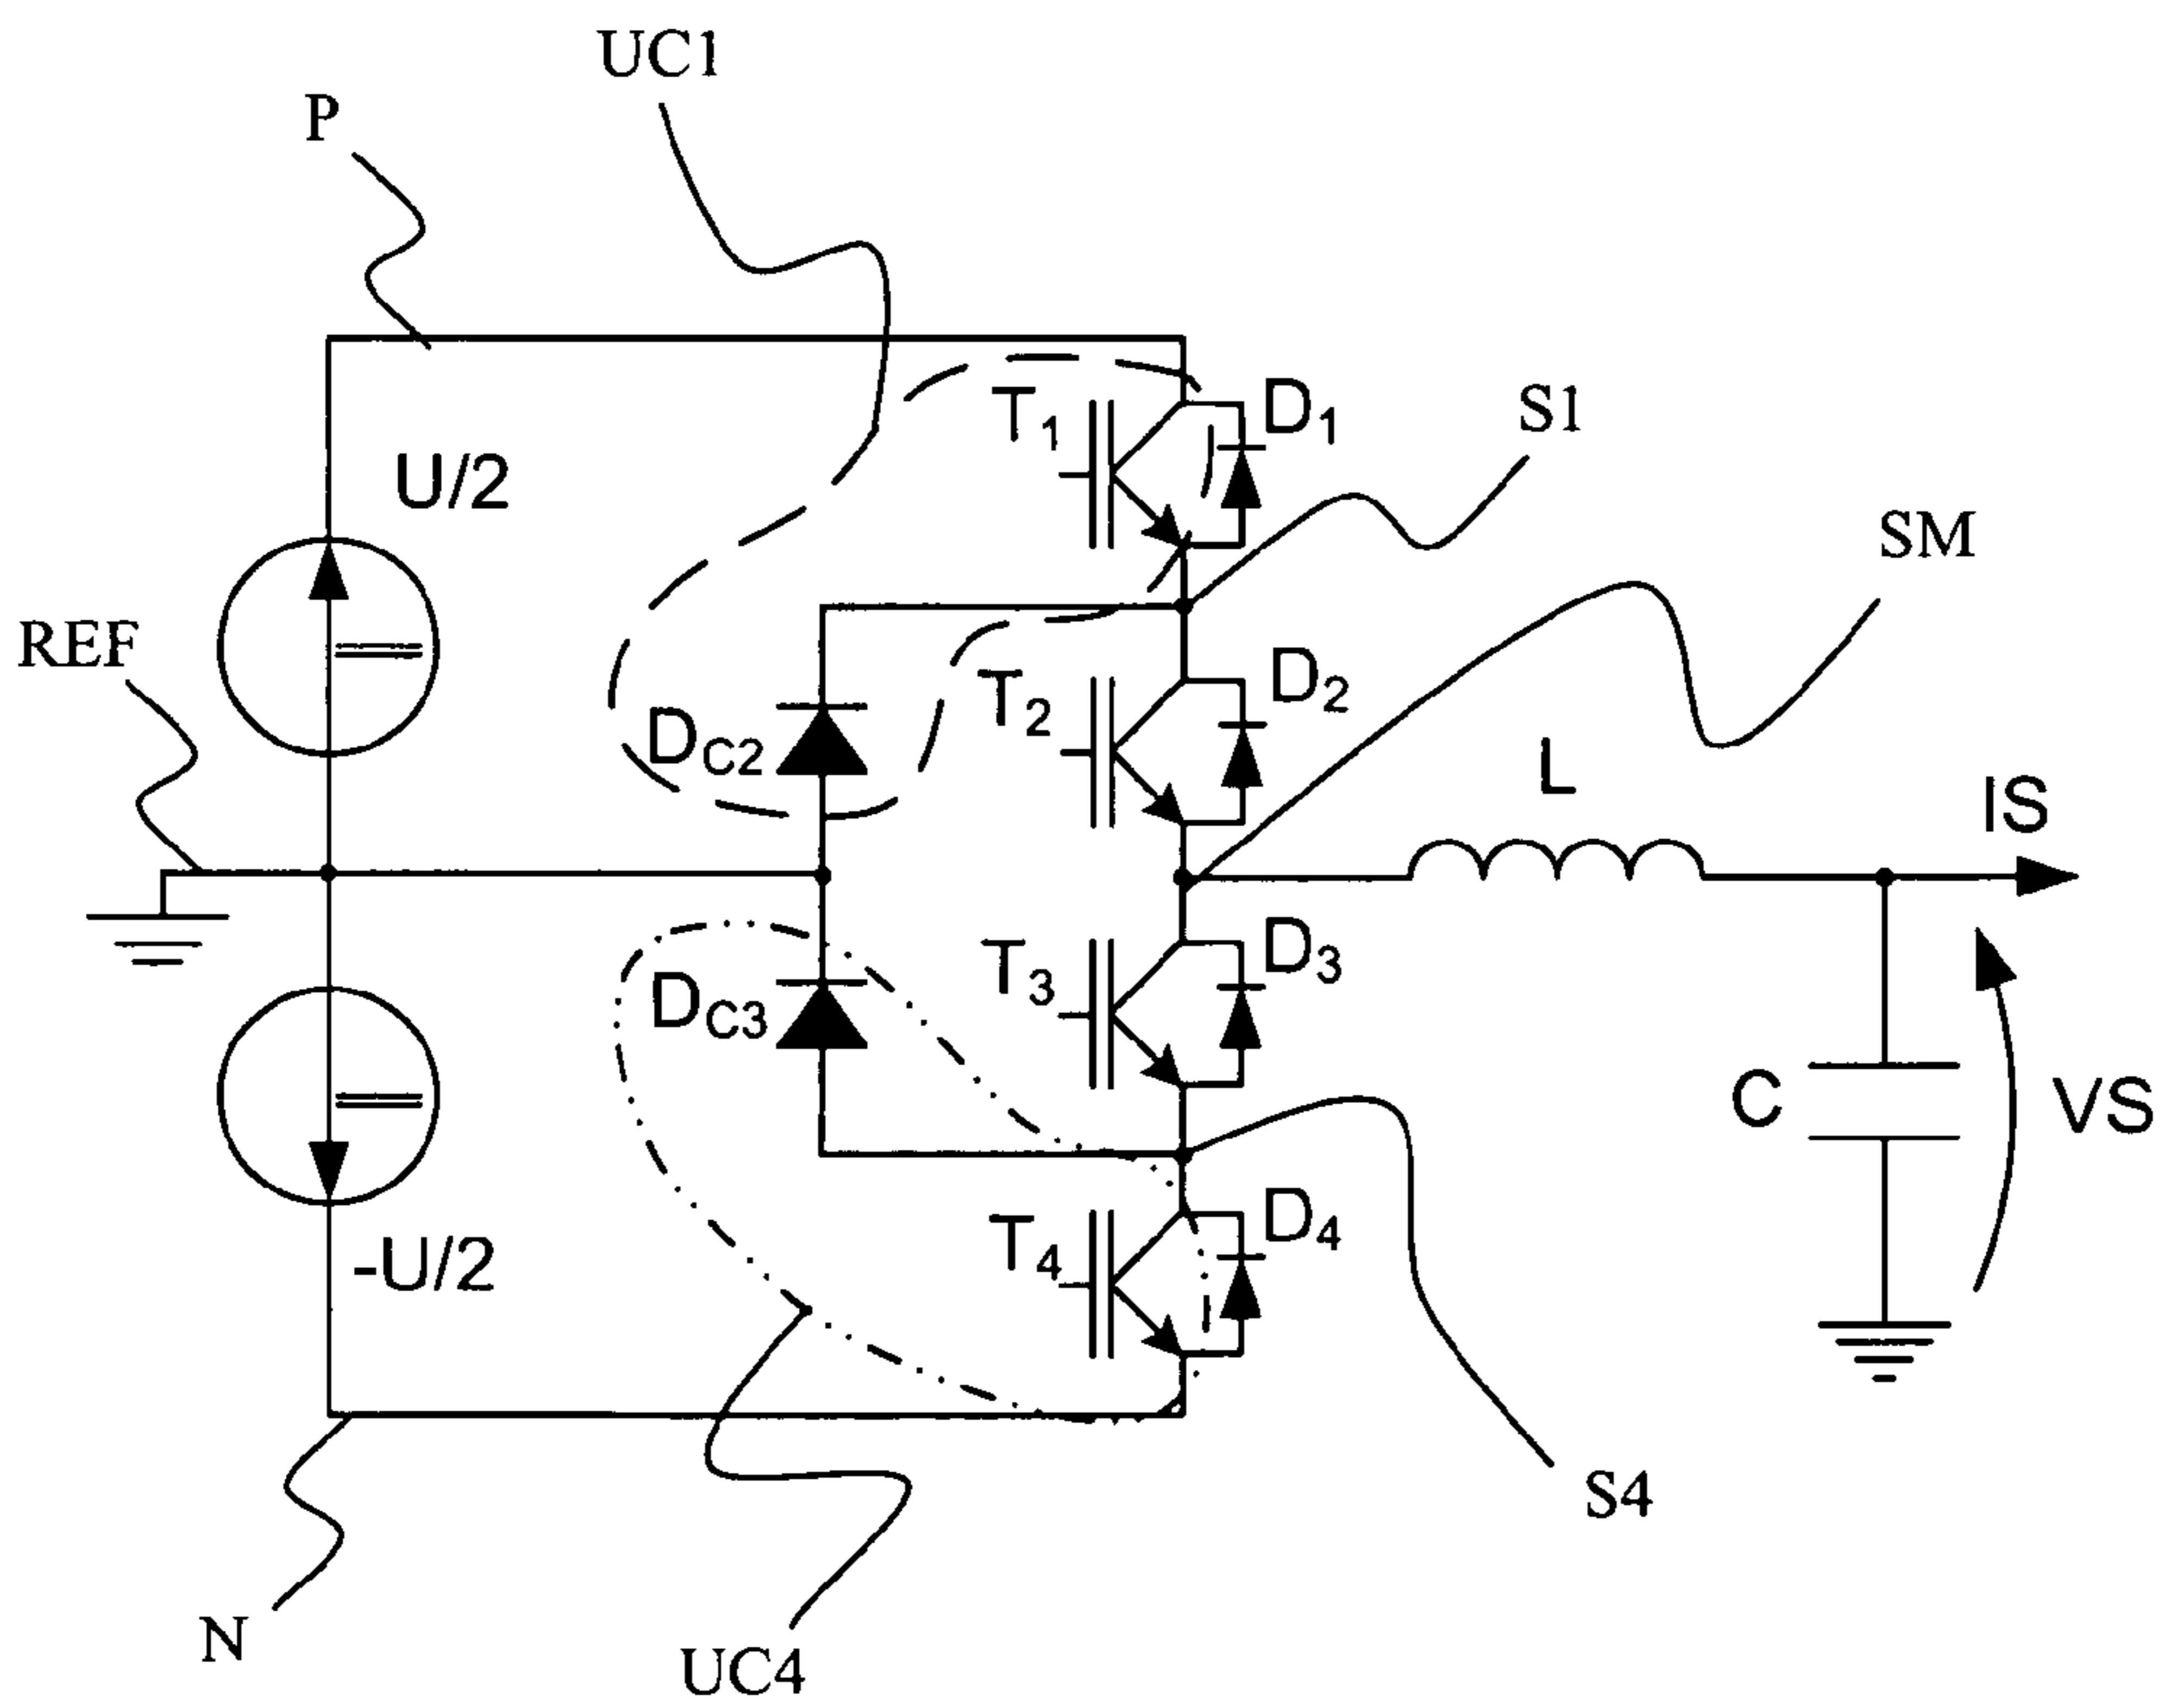 UC1
P
T1
D1
S1
U/2
SM
REF
DC2
T2
D2
L
IS
DC3
T3
D3
C
VS
T4
D4
-U/2
S4
N
UC4